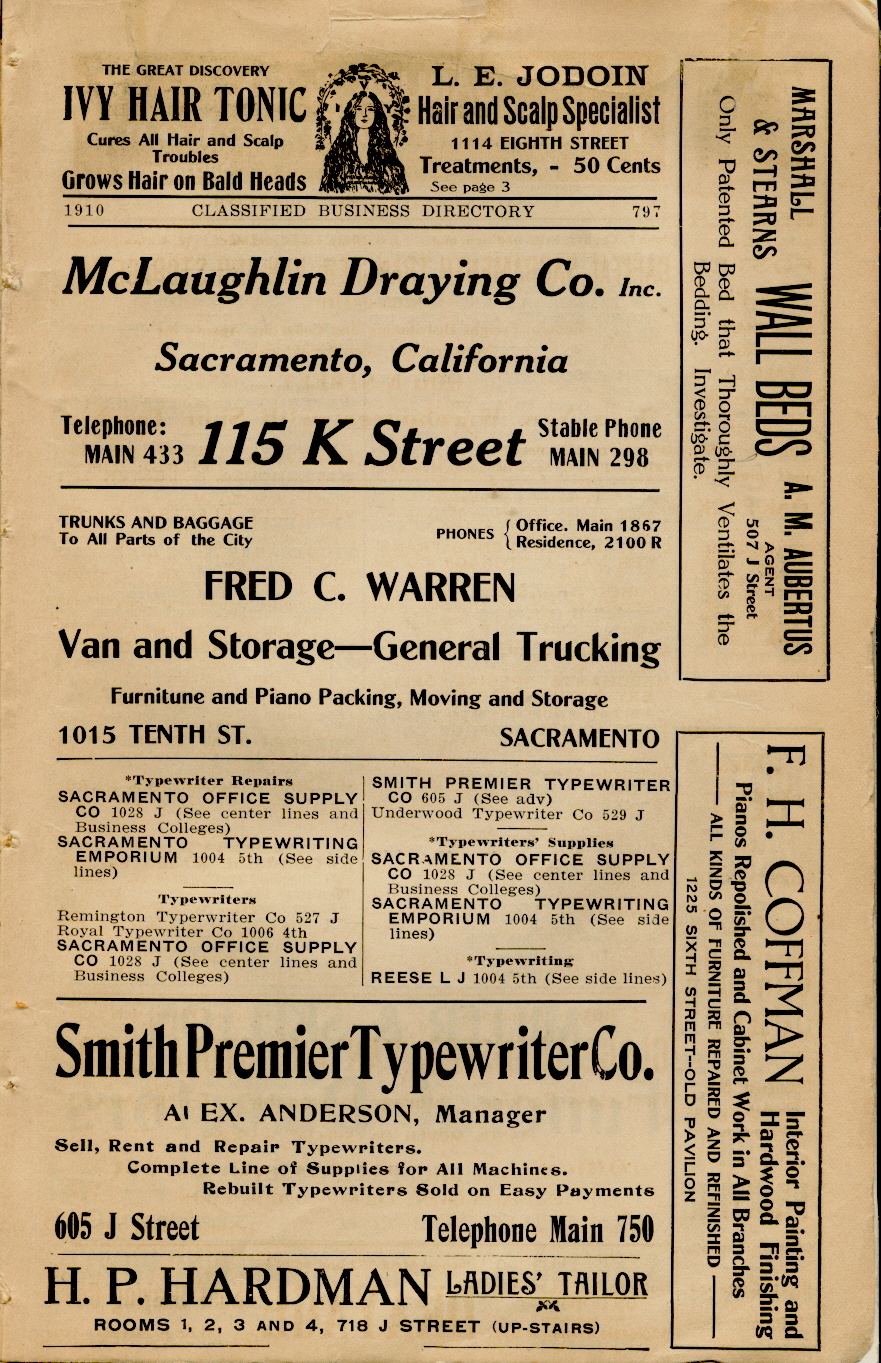 THE GREAT DISCOVERY
IVY HAIR TONIC
Cures All Hair and Scalp
Troubles
Grows Hair on Bald Heads
L. E. JODOIN
Hair and Scalp Specialist
1114 EIGHTH STREET
Treatments, - 50 Cents
See page 3
1910 CLASSIFIED BUSINESS DIRECTORY 797
McLaughlin Draying Co. Inc.
Sacramento, California
Telephone:
MAIN 433
115 K Street
Stable Phone
MAIN 298
TRUNKS AND BAGGAGE
To All Parts of the City
PHONES
Office. Main 1867
Residence, 2100 R
FRED C. WARREN
Van and Storage—General Trucking
Furnitune and Piano Packing, Moving and Storage
1015 TENTH ST. SACRAMENTO
*Typewriter Repairs
SACRAMENTO OFFICE SUPPLY
CO 1028 J (See center lines and
Business Colleges)
SACRAMENTO TYPEWRITING
EMPORIUM 1004 5th (See side
lines)
Typewriters
Remington Typerwriter Co 527 J
Royal Typewriter Co 1006 4th
SACRAMENTO OFFICE SUPPLY
CO 1028 J (See center lines and
Business Colleges)
SMITH PREMIER TYPEWRITER
CO 605 J (See adv)
Underwood Typewriter Co 529 J
*Typewriters' Supplies
SACRAMENTO OFFICE SUPPLY
CO 1028 J (See center lines and
Business Colleges)
SACRAMENTO TYPEWRITING
EMPORIUM 1004 5th (See side
lines)
*Typewriting
REESE L J 1004 5th (See side lines)
Smith Premier Typewriter Co.
ALEX. ANDERSON, Manager
Sell, Rent and Repair Typewriters.
Complete Line of Supplies for All Machines.
Rebuilt Typewriters Sold on Easy Payments
605 J Street Telephone Main 750
H. P. HARDMAN LADIES' TAILOR
ROOMS 1, 2, 3 AND 4, 718 J STREET (UP-STAIRS)
MARSHALL
& STEARNS
WALL BEDS
A. M. AUBERTUS
AGENT
507 J Street
Only Patented Bed that Thoroughly Ventilates the
Bedding. Investigate.
F. H. COFFMAN
Interior Painting and
Hardwood Finishing
Pianos Repolished and Cabinet Work in All Branches
ALL KINDS OF FURNITURE REPAIRED AND REFINISHED
1225 SIXTH STREET—OLD PAVILION